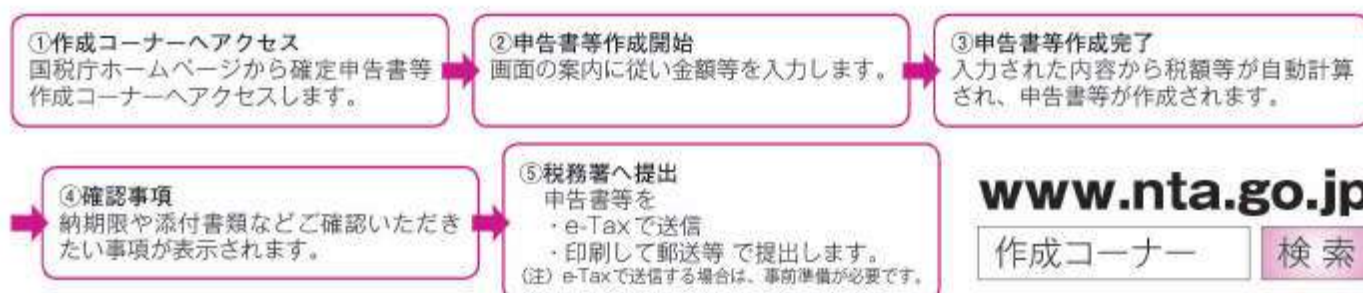 ①作成コーナーへアクセス
国税庁ホームページから確定申告書等
作成コーナーへアクセスします。
②申告書等作成開始
画面の案内に従い金額等を入力します。
③申告書等作成完了
入力された内容から税額等が自動計算
され、申告書等が作成されます。
④確認事項
納期限や添付書類などご確認いただき
たい事項が表示されます。
⑤税務署へ提出
申告書等を
・e-Taxで送信
・印刷して郵送等 で提出します。
(注) e-Taxで送信する場合は、事前準備が必要です。
www.nta.go.jp
作成コーナー 検索